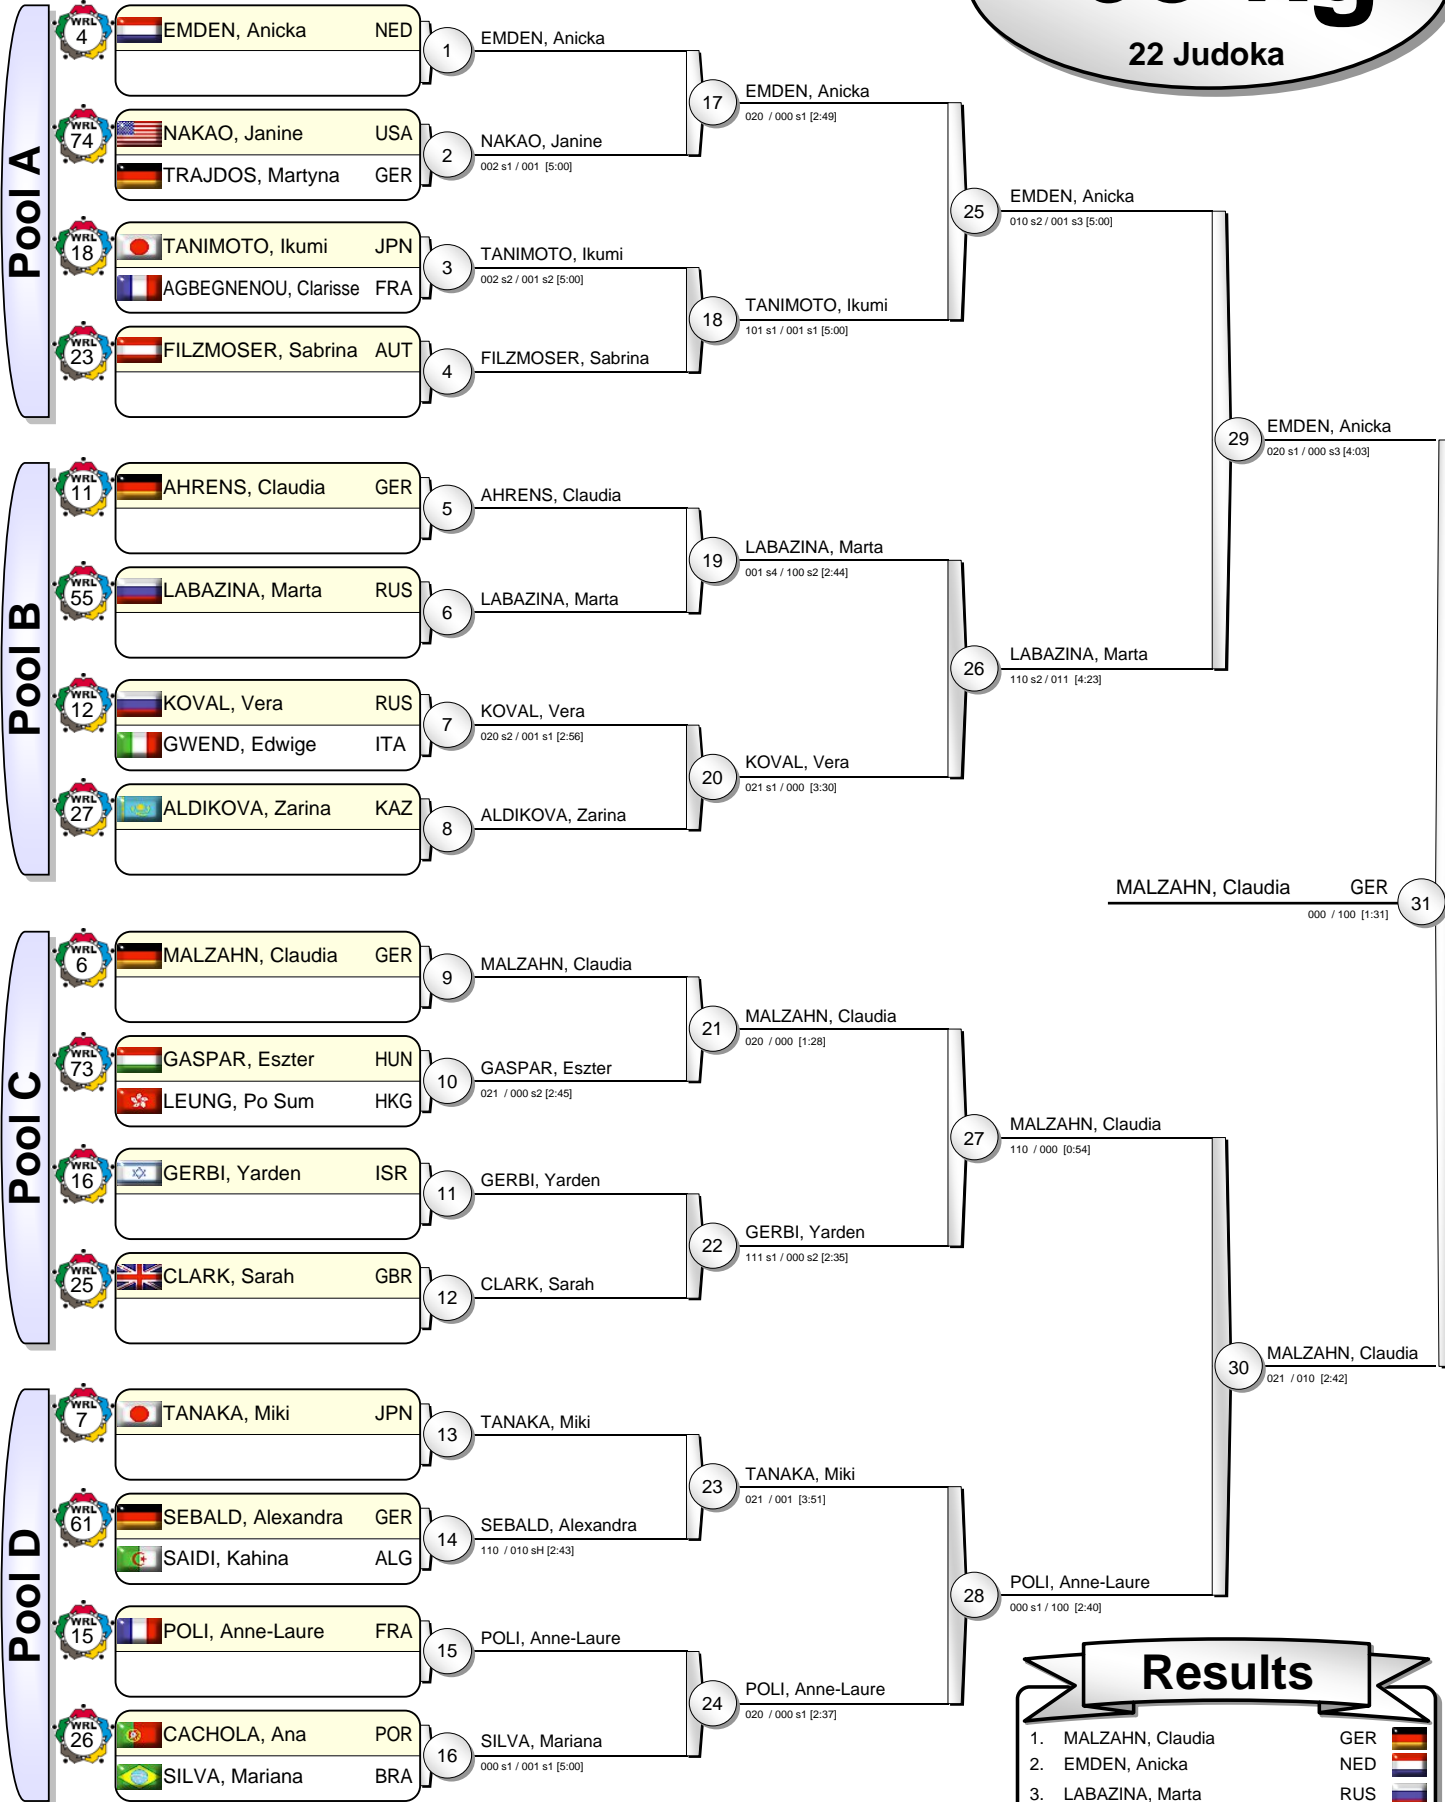 22 Judoka
Pool A
WRL 4
EMDEN, Anicka NED
WRL 74
NAKAO, Janine USA
TRAJDOS, Martyna GER
WRL 18
TANIMOTO, Ikumi JPN
AGBEGNENOU, Clarisse FRA
WRL 23
FILZMOSER, Sabrina AUT
1
EMDEN, Anicka
2
NAKAO, Janine
002 s1 / 001 [5:00]
3
TANIMOTO, Ikumi
002 s2 / 001 s2 [5:00]
4
FILZMOSER, Sabrina
17
EMDEN, Anicka
020 / 000 s1 [2:49]
18
TANIMOTO, Ikumi
101 s1 / 001 s1 [5:00]
25
EMDEN, Anicka
010 s2 / 001 s3 [5:00]
Pool B
WRL 11
AHRENS, Claudia GER
WRL 55
LABAZINA, Marta RUS
WRL 12
KOVAL, Vera RUS
GWEND, Edwige ITA
WRL 27
ALDIKOVA, Zarina KAZ
5
AHRENS, Claudia
6
LABAZINA, Marta
7
KOVAL, Vera
020 s2 / 001 s1 [2:56]
8
ALDIKOVA, Zarina
19
LABAZINA, Marta
001 s4 / 100 s2 [2:44]
20
KOVAL, Vera
021 s1 / 000 [3:30]
26
LABAZINA, Marta
110 s2 / 011 [4:23]
29
EMDEN, Anicka
020 s1 / 000 s3 [4:03]
MALZAHN, Claudia GER
31
000 / 100 [1:31]
Pool C
WRL 6
MALZAHN, Claudia GER
WRL 73
GASPAR, Eszter HUN
LEUNG, Po Sum HKG
WRL 16
GERBI, Yarden ISR
WRL 25
CLARK, Sarah GBR
9
MALZAHN, Claudia
10
GASPAR, Eszter
021 / 000 s2 [2:45]
11
GERBI, Yarden
12
CLARK, Sarah
21
MALZAHN, Claudia
020 / 000 [1:28]
22
GERBI, Yarden
111 s1 / 000 s2 [2:35]
27
MALZAHN, Claudia
110 / 000 [0:54]
30
MALZAHN, Claudia
021 / 010 [2:42]
Pool D
WRL 7
TANAKA, Miki JPN
WRL 61
SEBALD, Alexandra GER
SAIDI, Kahina ALG
WRL 15
POLI, Anne-Laure FRA
WRL 26
CACHOLA, Ana POR
SILVA, Mariana BRA
13
TANAKA, Miki
14
SEBALD, Alexandra
110 / 010 sH [2:43]
15
POLI, Anne-Laure
16
SILVA, Mariana
000 s1 / 001 s1 [5:00]
23
TANAKA, Miki
021 / 001 [3:51]
24
POLI, Anne-Laure
020 / 000 s1 [2:37]
28
POLI, Anne-Laure
000 s1 / 100 [2:40]
Results
1. MALZAHN, Claudia GER
2. EMDEN, Anicka NED
3. LABAZINA, Marta RUS